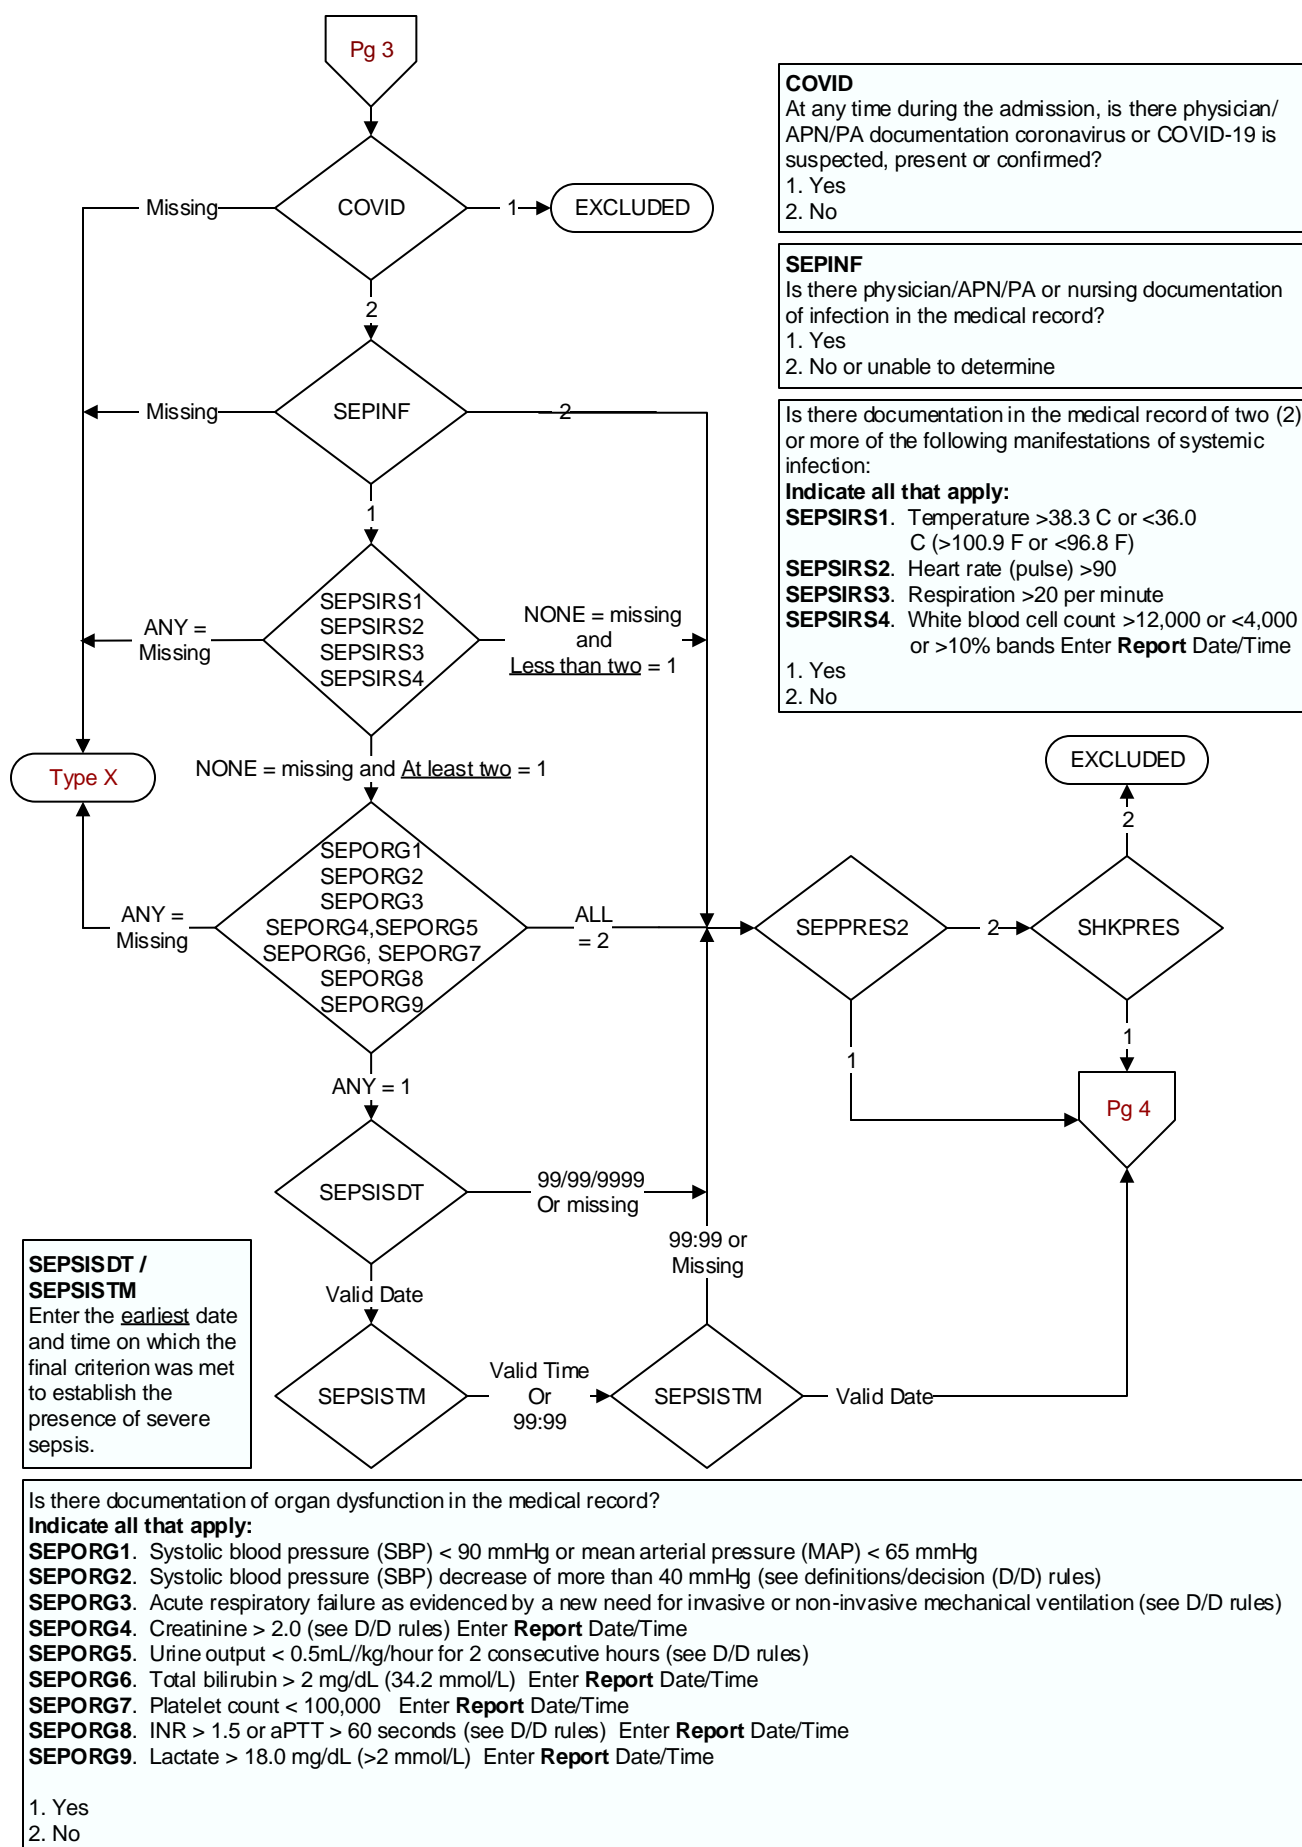 Pg 3
COVID
At any time during the admission, is there physician/
APN/PA documentation coronavirus or COVID-19 is
suspected, present or confirmed?
1. Yes
2. No
Missing
COVID
1
EXCLUDED
2
SEPINF
Is there physician/APN/PA or nursing documentation
of infection in the medical record?
1. Yes
2. No or unable to determine
Missing
SEPINF
2
1
Is there documentation in the medical record of two (2)
or more of the following manifestations of systemic
infection:
Indicate all that apply:
SEPSIRS1. Temperature >38.3 C or <36.0
C (>100.9 F or <96.8 F)
SEPSIRS2. Heart rate (pulse) >90
SEPSIRS3. Respiration >20 per minute
SEPSIRS4. White blood cell count >12,000 or <4,000
or >10% bands Enter Report Date/Time
1. Yes
2. No
ANY =
Missing
SEPSIRS1
SEPSIRS2
SEPSIRS3
SEPSIRS4
NONE = missing
and
Less than two = 1
Type X
NONE = missing and At least two = 1
EXCLUDED
2
ANY =
Missing
SEPORG1
SEPORG2
SEPORG3
SEPORG4,SEPORG5
SEPORG6, SEPORG7
SEPORG8
SEPORG9
ALL
= 2
SEPPRES2
2
SHKPRES
1
1
ANY = 1
Pg 4
SEPSISDT
99/99/9999
Or missing
99:99 or
Missing
SEPSISDT /
SEPSISTM
Enter the earliest date
and time on which the
final criterion was met
to establish the
presence of severe
sepsis.
Valid Date
SEPSISTM
Valid Time
Or
99:99
SEPSISTM
Valid Date
Is there documentation of organ dysfunction in the medical record?
Indicate all that apply:
SEPORG1. Systolic blood pressure (SBP) < 90 mmHg or mean arterial pressure (MAP) < 65 mmHg
SEPORG2. Systolic blood pressure (SBP) decrease of more than 40 mmHg (see definitions/decision (D/D) rules)
SEPORG3. Acute respiratory failure as evidenced by a new need for invasive or non-invasive mechanical ventilation (see D/D rules)
SEPORG4. Creatinine > 2.0 (see D/D rules) Enter Report Date/Time
SEPORG5. Urine output < 0.5mL//kg/hour for 2 consecutive hours (see D/D rules)
SEPORG6. Total bilirubin > 2 mg/dL (34.2 mmol/L) Enter Report Date/Time
SEPORG7. Platelet count < 100,000 Enter Report Date/Time
SEPORG8. INR > 1.5 or aPTT > 60 seconds (see D/D rules) Enter Report Date/Time
SEPORG9. Lactate > 18.0 mg/dL (>2 mmol/L) Enter Report Date/Time
1. Yes
2. No